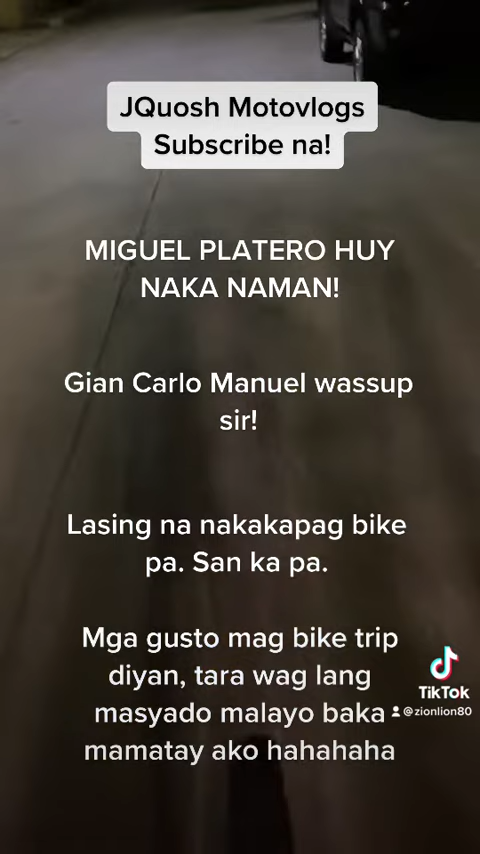 JQuosh Motovlogs
Subscribe na!
MIGUEL PLATERO HUY
NAKA NAMAN!
Gian Carlo Manuel wassup
sir!
Lasing na nakakapag bike
pa. San ka pa.
Mga gusto mag bike trip
diyan, tara wag lang
masyado malayo baka
mamatay ako hahahaha
TikTok
@zionlion80